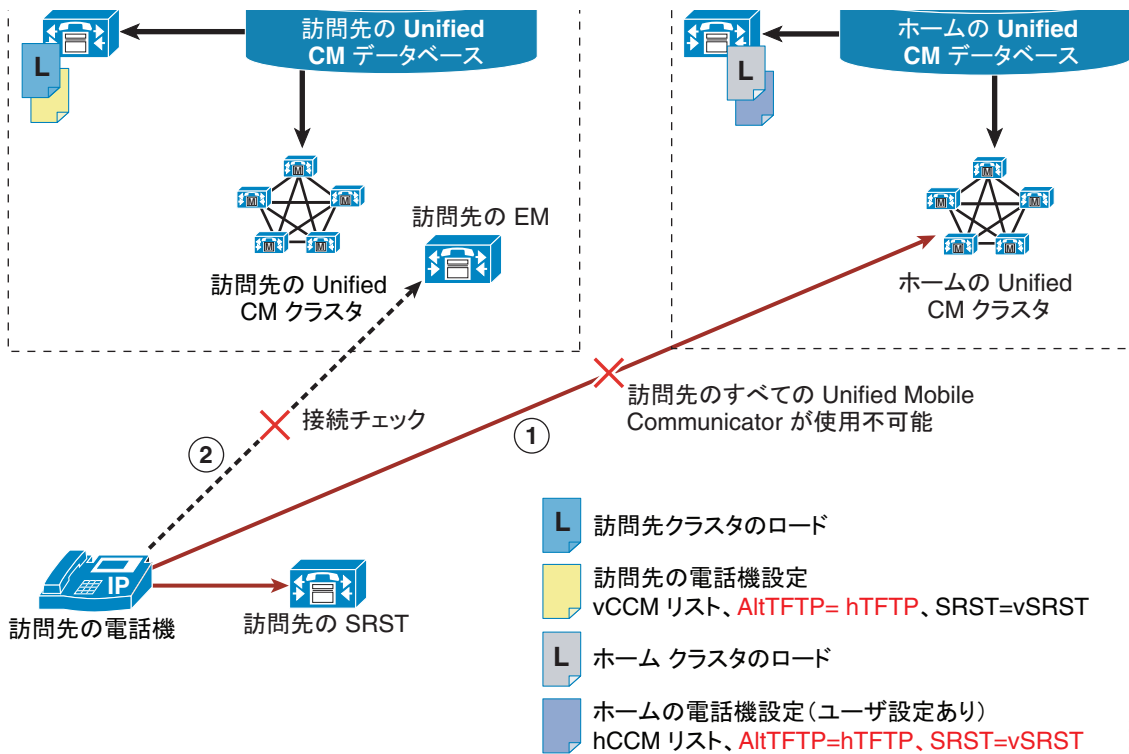 訪問先の Unified
CM データベース
ホームの Unified
CM データベース
L
L
M
M
M
M
M
M
M
M
M
M
訪問先の EM
訪問先の Unified
CM クラスタ
ホームの Unified
CM クラスタ
訪問先のすべての Unified Mobile
Communicator が使用不可能
接続チェック
1
2
IP
訪問先の電話機
訪問先の SRST
L
訪問先クラスタのロード
訪問先の電話機設定
vCCM リスト、AltTFTP= hTFTP、SRST=vSRST
L
ホーム クラスタのロード
ホームの電話機設定（ユーザ設定あり）
hCCM リスト、AltTFTP=hTFTP、SRST=vSRST